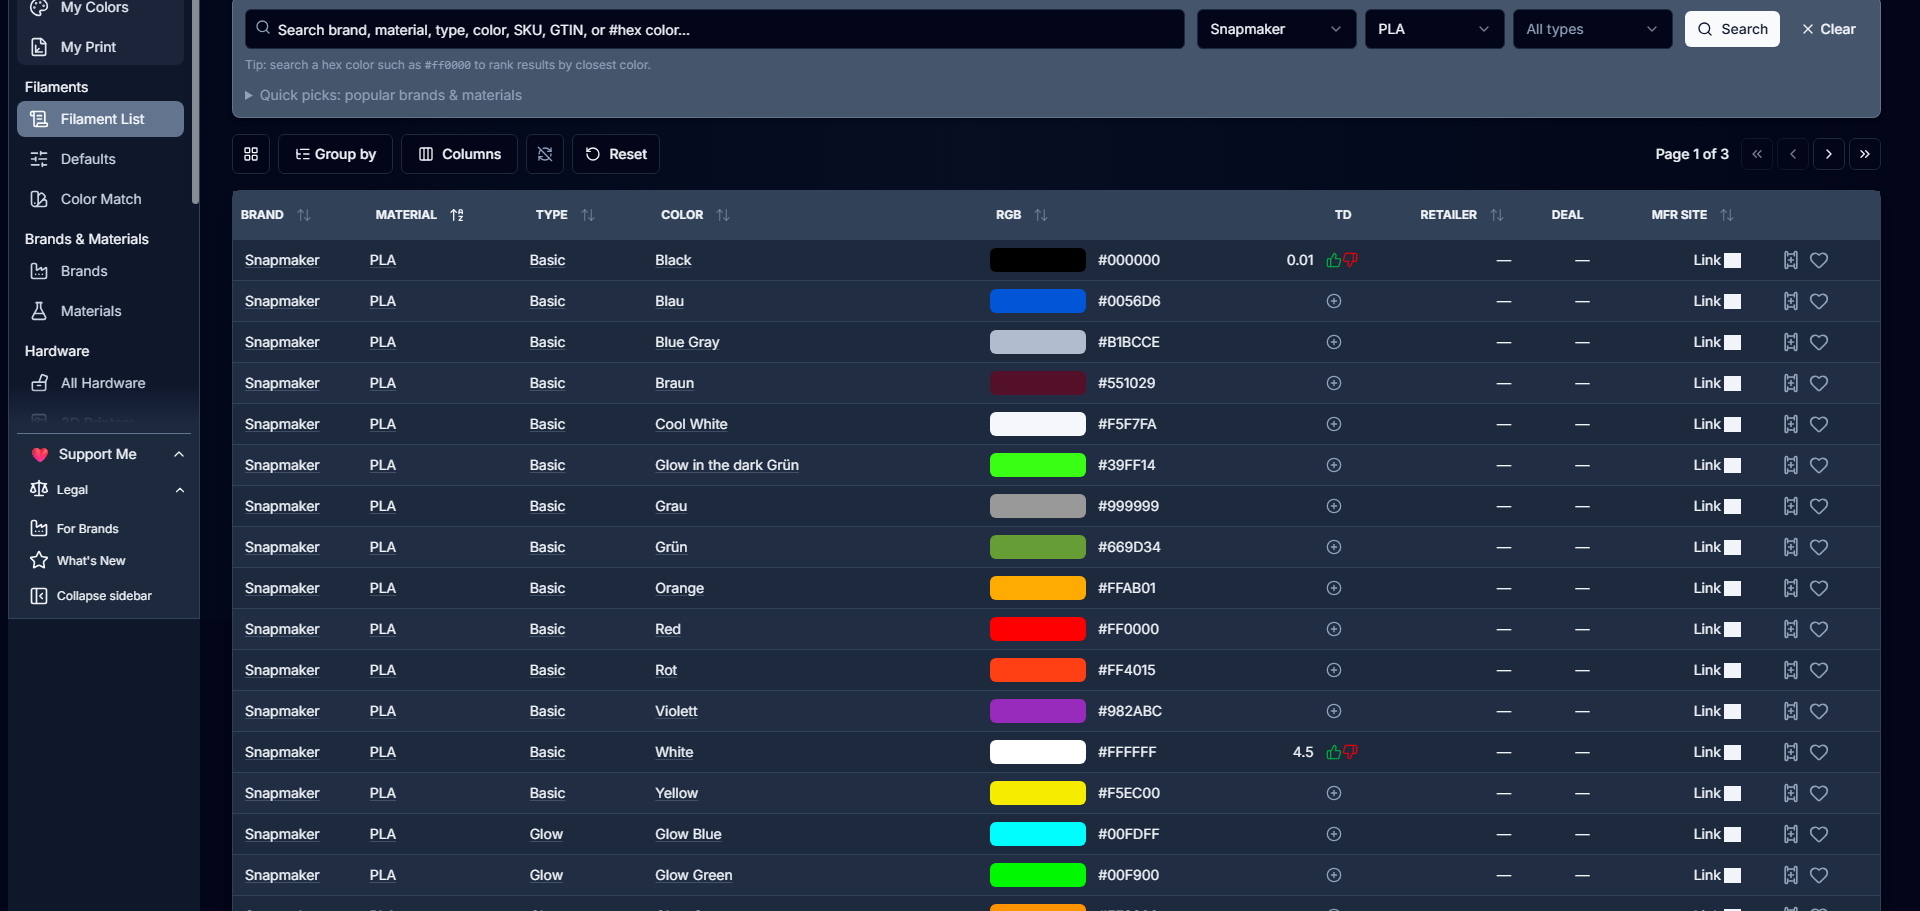 My Colors
My Print
Filaments
Filament List
Defaults
Color Match
Brands & Materials
Brands
Materials
Hardware
All Hardware
Support Me
Legal
For Brands
What's New
Collapse sidebar
Search brand, material, type, color, SKU, GTIN, or #hex color...
Snapmaker
PLA
All types
Search
Clear
Tip: search a hex color such as #ff0000 to rank results by closest color.
Quick picks: popular brands & materials
Group by
Columns
Reset
Page 1 of 3
BRAND MATERIAL TYPE COLOR RGB TD RETAILER DEAL MFR SITE
Snapmaker PLA Basic Black #000000 0.01 — — Link
Snapmaker PLA Basic Blau #0056D6 — — Link
Snapmaker PLA Basic Blue Gray #B1BCCE — — Link
Snapmaker PLA Basic Braun #551029 — — Link
Snapmaker PLA Basic Cool White #F5F7FA — — Link
Snapmaker PLA Basic Glow in the dark Grün #39FF14 — — Link
Snapmaker PLA Basic Grau #999999 — — Link
Snapmaker PLA Basic Grün #669D34 — — Link
Snapmaker PLA Basic Orange #FFAB01 — — Link
Snapmaker PLA Basic Red #FF0000 — — Link
Snapmaker PLA Basic Rot #FF4015 — — Link
Snapmaker PLA Basic Violett #982ABC — — Link
Snapmaker PLA Basic White #FFFFFF 4.5 — — Link
Snapmaker PLA Basic Yellow #F5EC00 — — Link
Snapmaker PLA Glow Glow Blue #00FDFF — — Link
Snapmaker PLA Glow Glow Green #00F900 — — Link